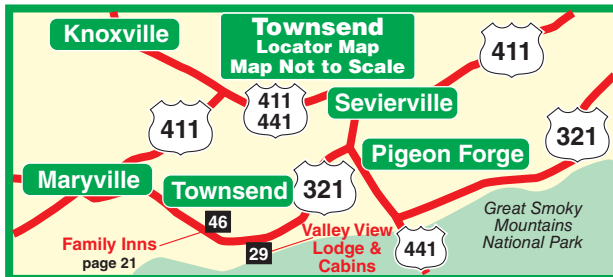 Knoxville
Townsend
Locator Map
Map Not to Scale
411
411
441
Sevierville
411
321
Pigeon Forge
Maryville
Townsend
321
46
Family Inns
page 21
29
Valley View
Lodge &
Cabins
441
Great Smoky
Mountains
National Park